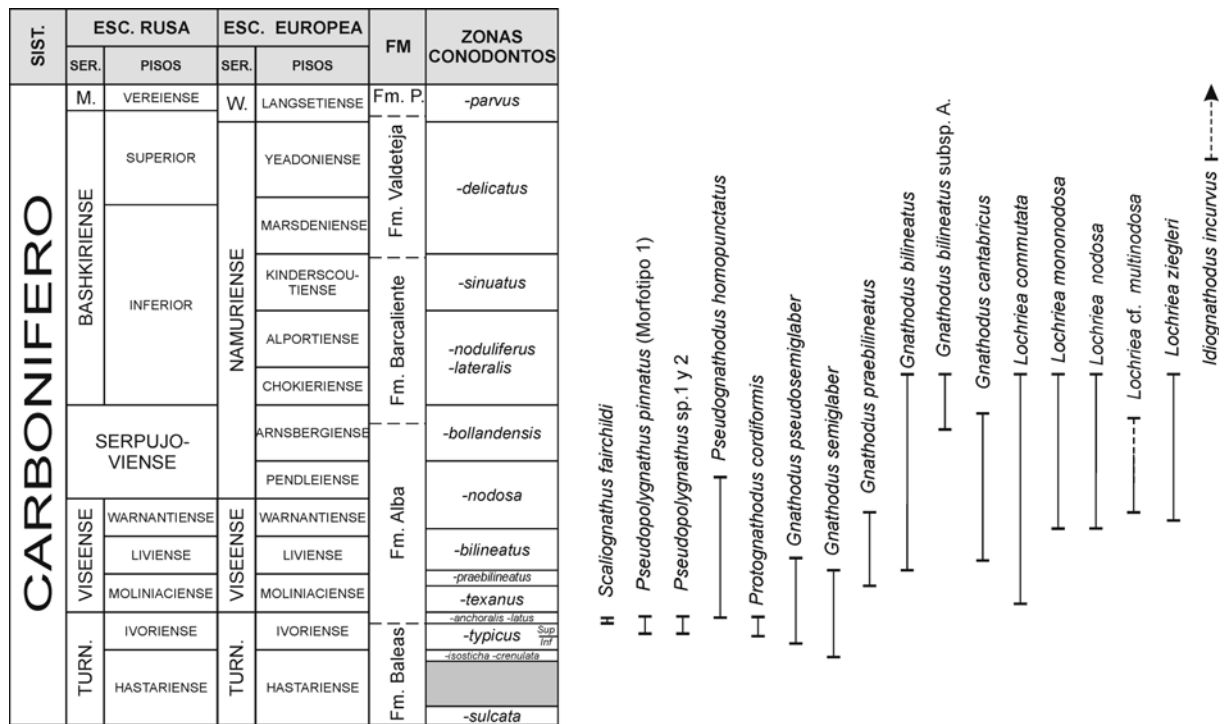 SIST.
ESC. RUSA
ESC. EUROPEA
FM
ZONAS
CONODONTOS
SER.
PISOS
SER.
PISOS
CARBONIFERO
M.
VEREIENSE
W.
LANGSETIENSE
Fm. P.
-parvus
BASHKIRIENSE
SUPERIOR
NAMURIENSE
YEADONIENSE
Fm. Valdeteja
-delicatus
MARSDENIENSE
INFERIOR
KINDERSCOU-
TIENSE
Fm. Barcaliente
-sinuatus
ALPORTIENSE
-noduliferus
-lateralis
CHOKIERIENSE
SERPUJO-
VIENSE
ARNSBERGIENSE
Fm. Alba
-bollandensis
PENDLEIENSE
-nodosa
VISEENSE
WARNANTIENSE
VISEENSE
WARNANTIENSE
LIVIENSE
LIVIENSE
-bilineatus
-praebilineatus
MOLINIACIENSE
MOLINIACIENSE
-texanus
-anchoralis -latus
TURN.
IVORIENSE
TURN.
IVORIENSE
Fm. Baleas
-typicus
Sup
Inf
-isosticha -crenulata
HASTARIENSE
HASTARIENSE
-sulcata
Scaliognathus fairchildi
Pseudopolygnathus pinnatus (Morfotipo 1)
Pseudopolygnathus sp.1 y 2
Pseudognathodus homopunctatus
Protognathodus cordiformis
Gnathodus pseudosemiglaber
Gnathodus semiglaber
Gnathodus praebilineatus
Gnathodus bilineatus
Gnathodus bilineatus subsp. A.
Gnathodus cantabricus
Lochriea commutata
Lochriea mononodosa
Lochriea nodosa
Lochriea cf. multinodosa
Lochriea ziegleri
Idiognathodus incurvus